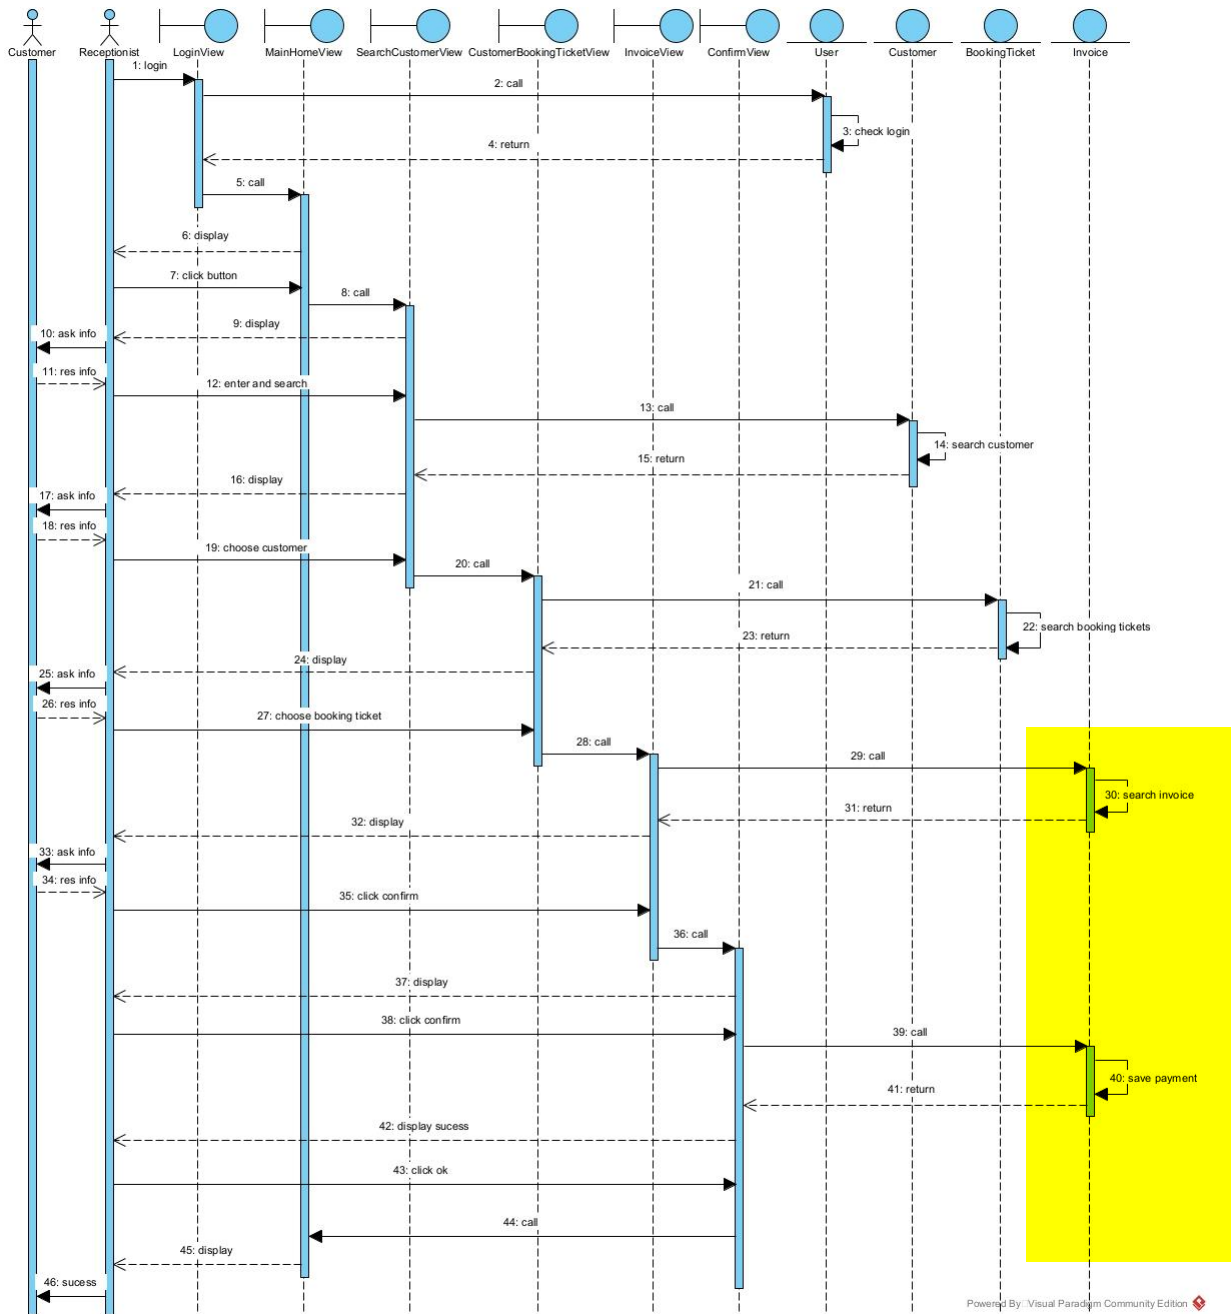 Customer
Receptionist
LoginView
MainHomeView
SearchCustomerView
CustomerBookingTicketView
InvoiceView
ConfirmView
User
Customer
BookingTicket
Invoice
1: login
2: call
3: check login
4: return
5: call
6: display
7: click button
8: call
9: display
10: ask info
11: res info
12: enter and search
13: call
14: search customer
15: return
16: display
17: ask info
18: res info
19: choose customer
20: call
21: call
22: search booking tickets
23: return
24: display
25: ask info
26: res info
27: choose booking ticket
28: call
29: call
30: search invoice
31: return
32: display
33: ask info
34: res info
35: click confirm
36: call
37: display
38: click confirm
39: call
40: save payment
41: return
42: display sucess
43: click ok
44: call
45: display
46: sucess
Powered By Visual Paradigm Community Edition